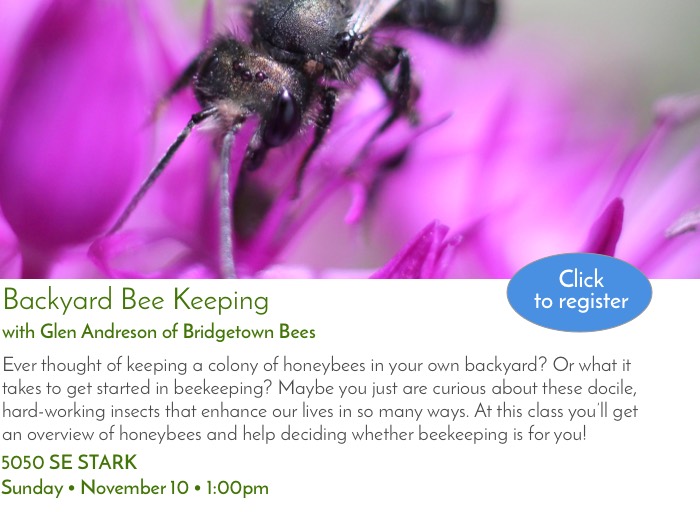 Click
to register
Backyard Bee Keeping
with Glen Andreson of Bridgetown Bees
Ever thought of keeping a colony of honeybees in your own backyard? Or what it
takes to get started in beekeeping? Maybe you just are curious about these docile,
hard-working insects that enhance our lives in so many ways. At this class you'll get
an overview of honeybees and help deciding whether beekeeping is for you!
5050 SE STARK
Sunday • November 10 • 1:00pm